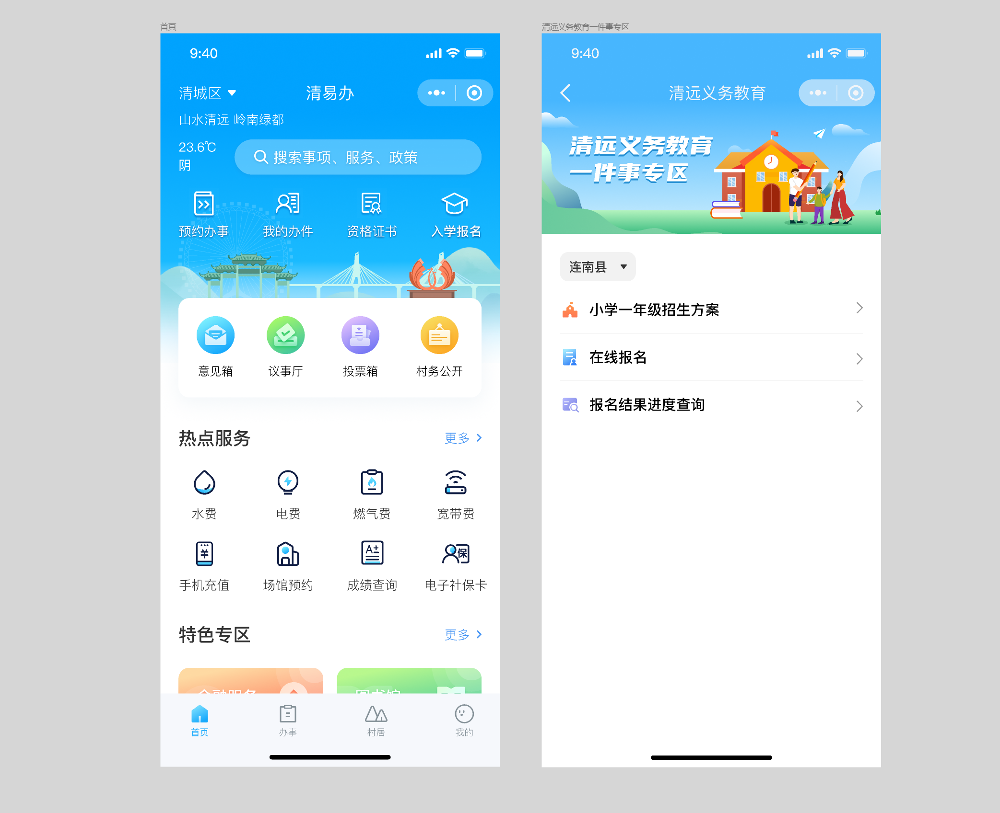 首頁
9:40
清城区
清易办
山水清远 岭南绿都
23.6℃
阴
搜索事项、服务、政策
预约办事
我的办件
资格证书
入学报名
意见箱
议事厅
投票箱
村务公开
热点服务
更多
水费
电费
燃气费
宽带费
¥
A+
保
手机充值
场馆预约
成绩查询
电子社保卡
特色专区
更多
金融服务
图书馆
首页
办事
村居
我的
清远义务教育一件事专区
9:40
清远义务教育
清远义务教育
一件事专区
连南县
小学一年级招生方案
在线报名
报名结果进度查询